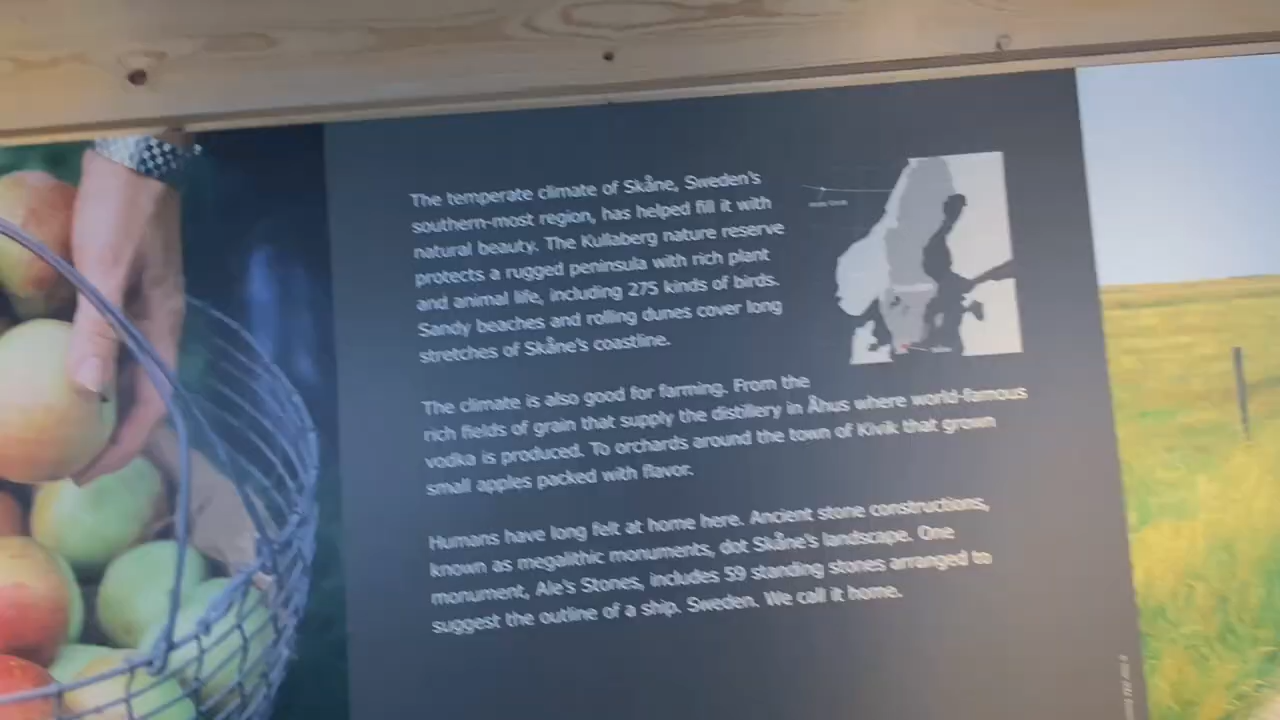 The temperate climate of Skåne, Sweden's
southern-most region, has helped fill it with
natural beauty. The Kullaberg nature reserve
protects a rugged peninsula with rich plant
and animal life, including 275 kinds of birds.
Sandy beaches and rolling dunes cover long
stretches of Skåne's coastline.
The climate is also good for farming. From the
rich fields of grain that supply the distillery in Åhus where world-famous
vodka is produced. To orchards around the town of Kivik that grown
small apples packed with flavor.
Humans have long felt at home here. Ancient stone constructions,
known as megalithic monuments, dot Skåne's landscape. One
monument, Ale's Stones, includes 59 standing stones arranged to
suggest the outline of a ship. Sweden. We call it home.